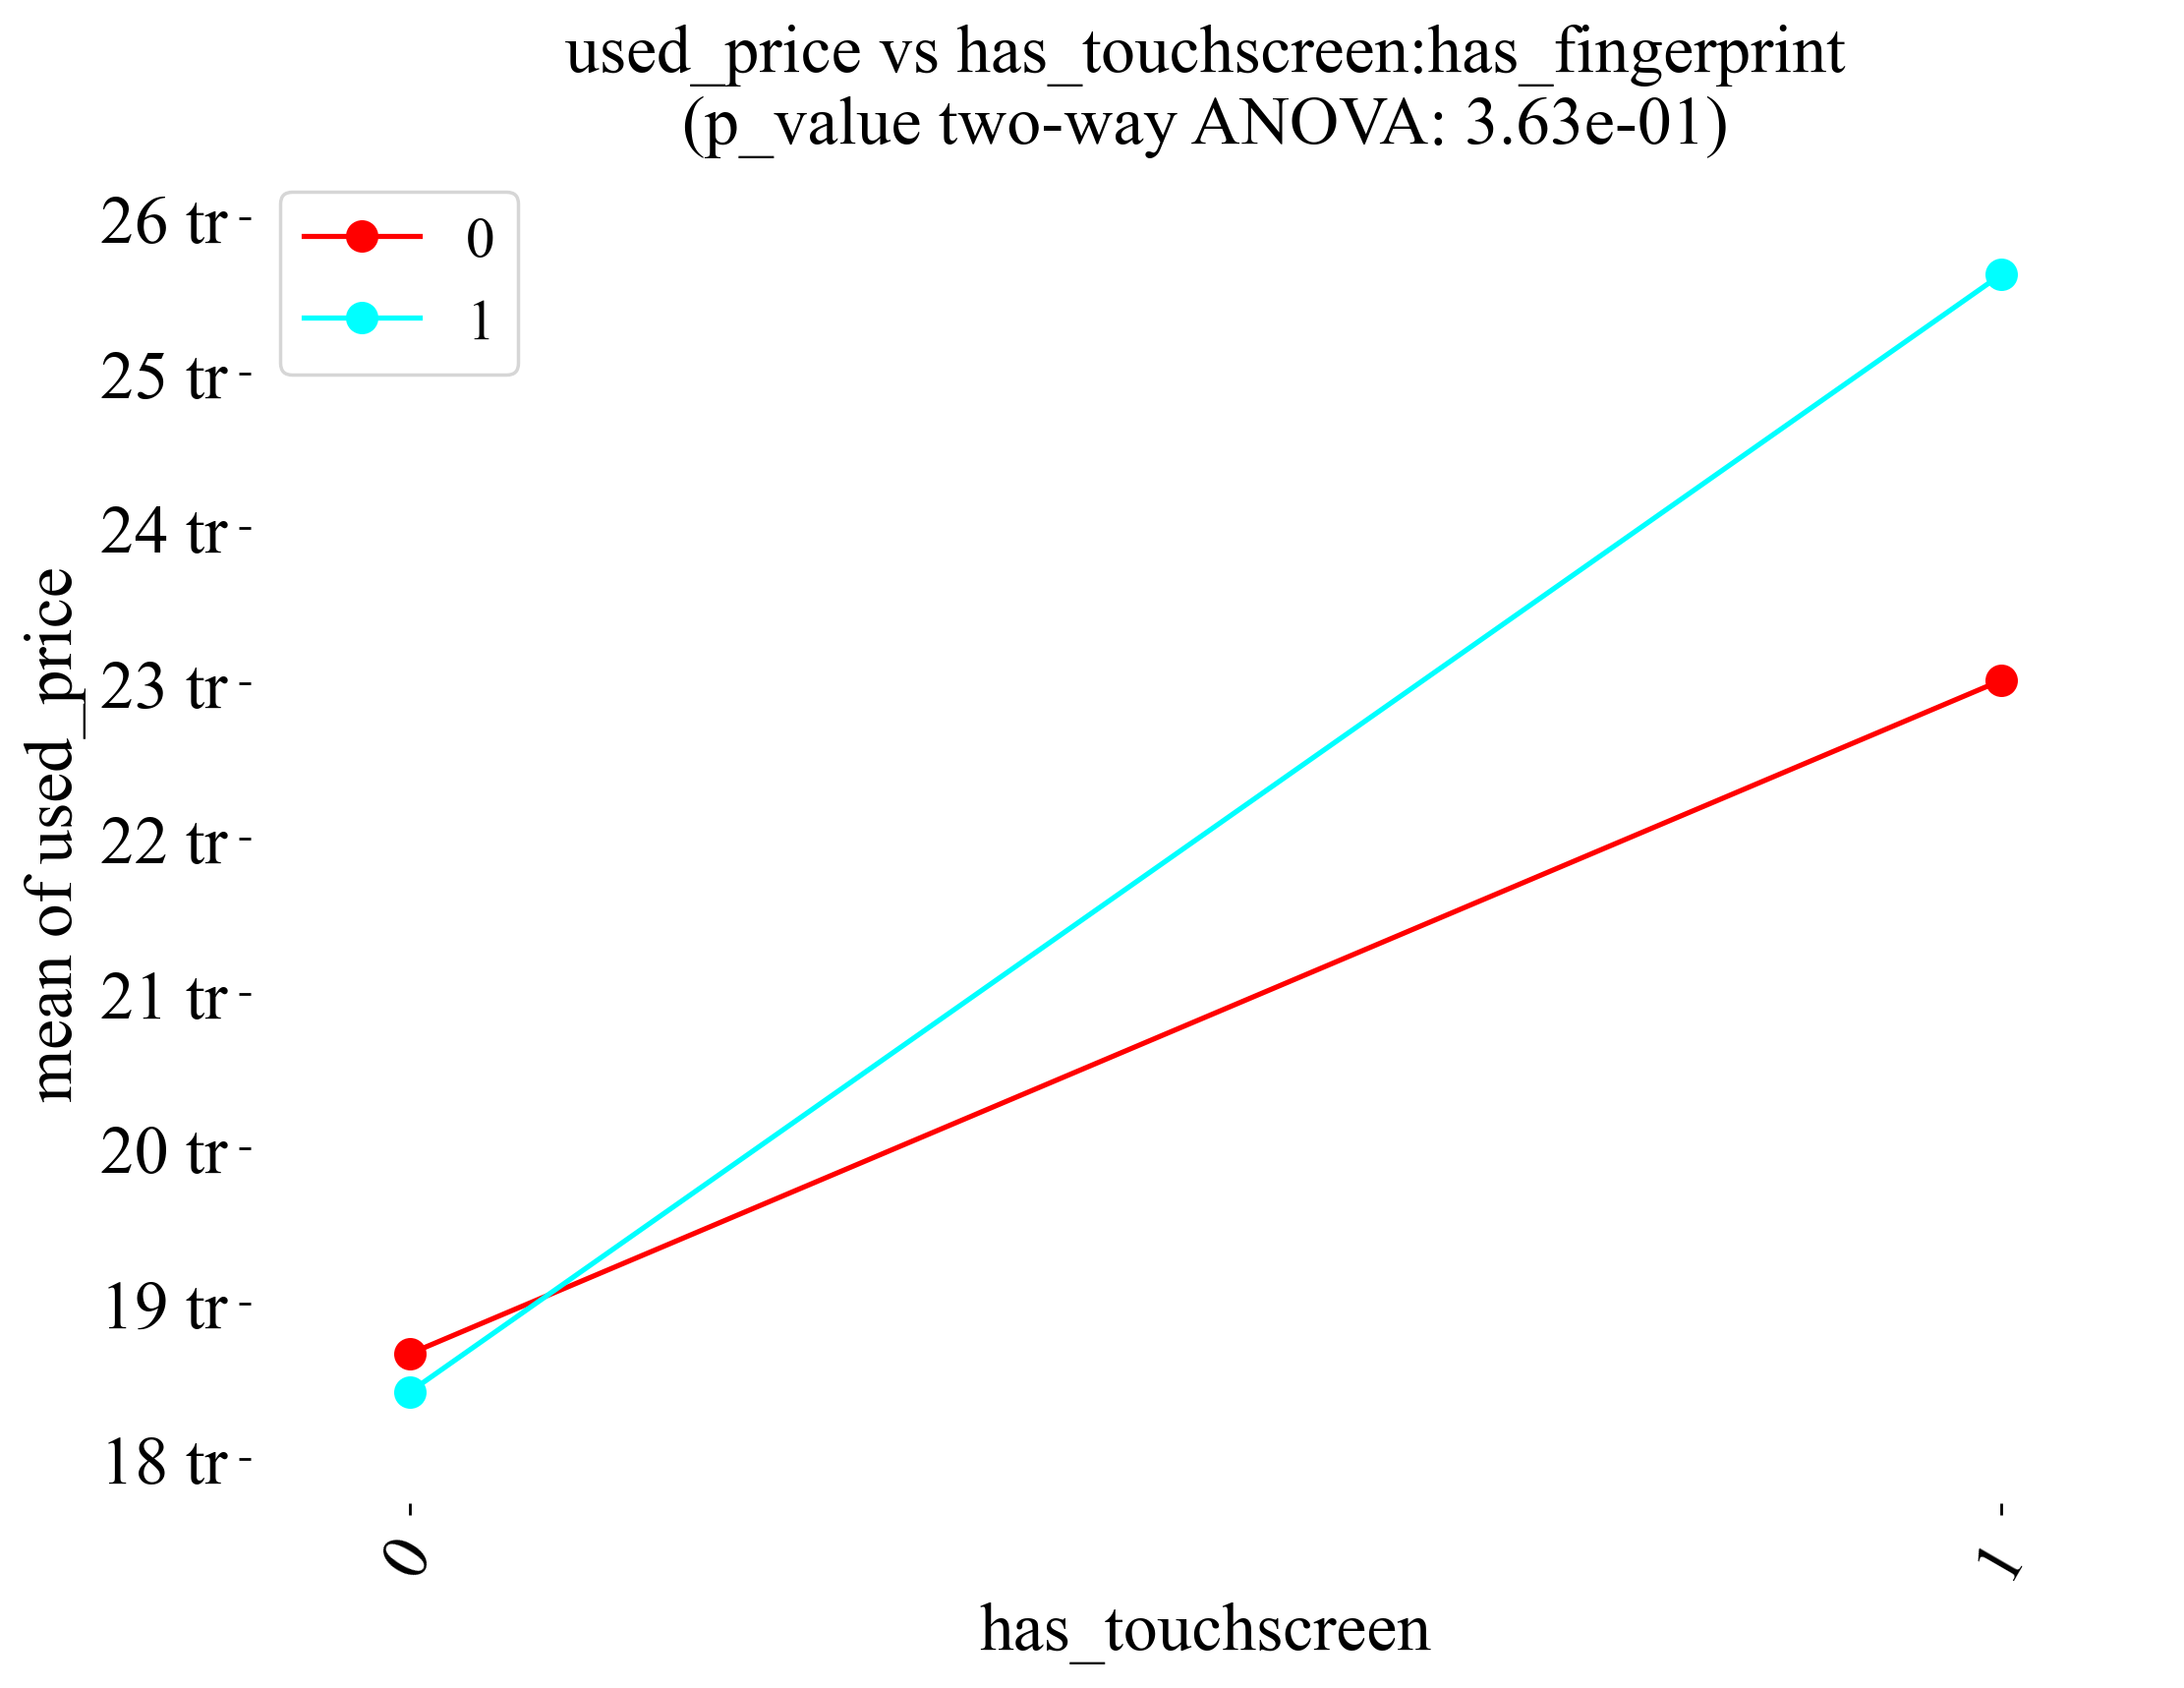 used_price vs has_touchscreen:has_fingerprint
(p_value two-way ANOVA: 3.63e-01)
0
1
26 tr
25 tr
24 tr
23 tr
22 tr
21 tr
20 tr
19 tr
18 tr
mean of used_price
0
1
has_touchscreen